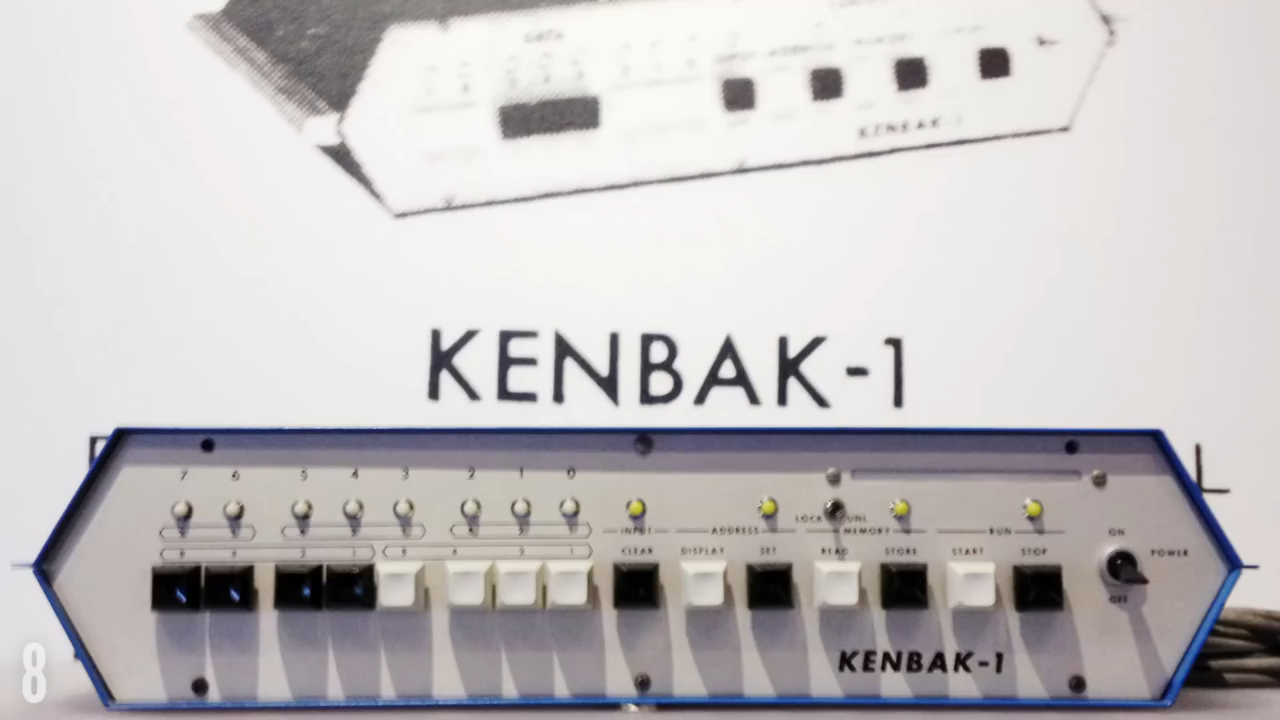 DATA
KENBAK-1
KENBAK-1
7 6 5 4 3 2 1 0
LOCK UNL
INPUT ADDRESS MEMORY RUN
CLEAR DISPLAY SET READ STORE START STOP
ON
POWER
OFF
KENBAK-1
8